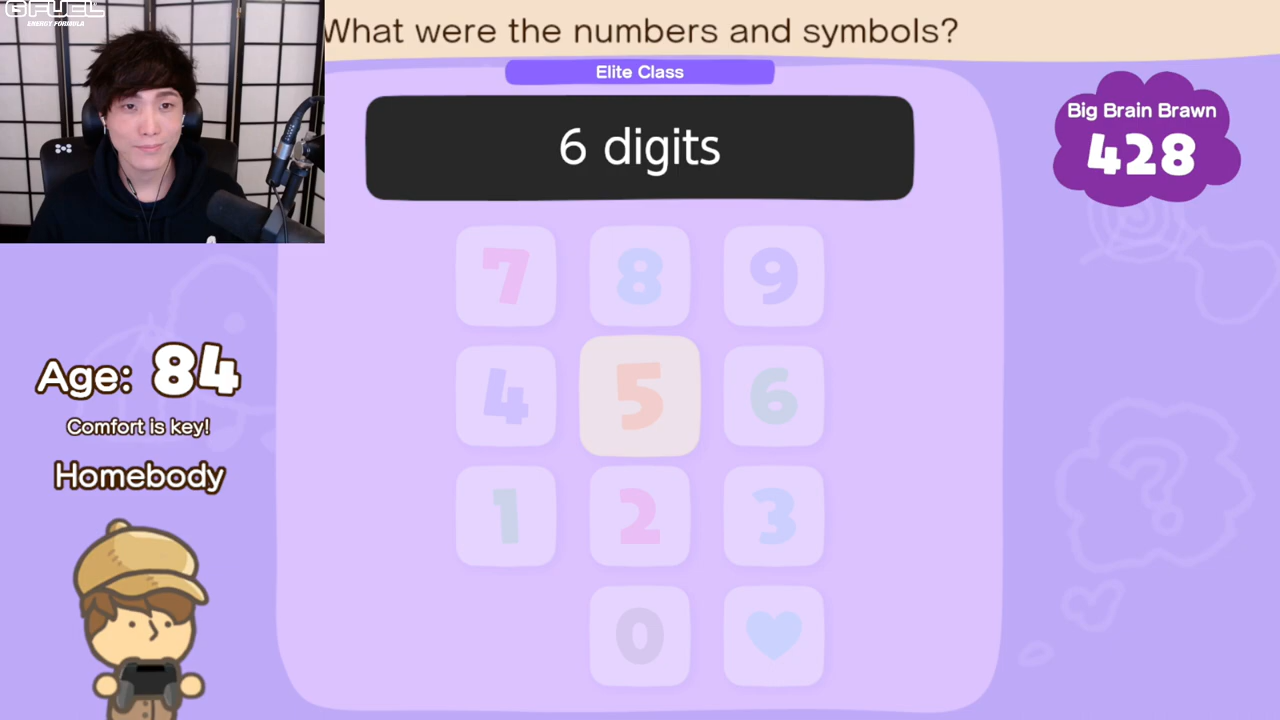 GFUEL
ENERGY FORMULA
What were the numbers and symbols?
Elite Class
6 digits
Big Brain Brawn
428
7 8 9
4 5 6
1 2 3
0
Age: 84
Comfort is key!
Homebody